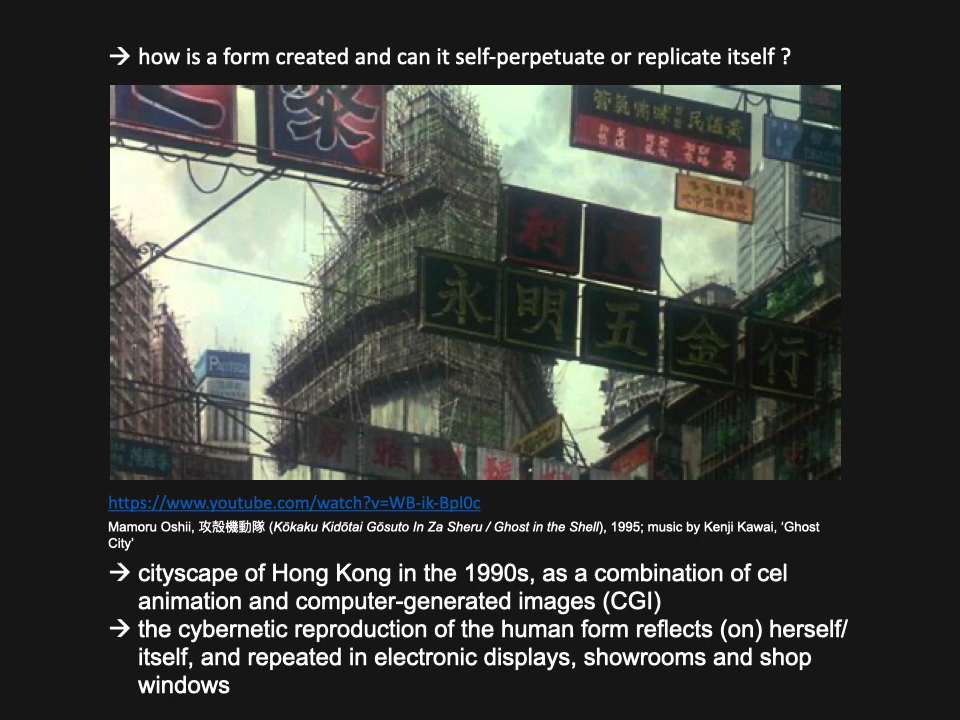 → how is a form created and can it self-perpetuate or replicate itself ?
泰
利民
永明五金行
https://www.youtube.com/watch?v=WB-ik-Bpl0c
Mamoru Oshii, 攻殻機動隊 (Kōkaku Kidōtai Gōsuto In Za Sheru / Ghost in the Shell), 1995; music by Kenji Kawai, ‘Ghost
City’
→ cityscape of Hong Kong in the 1990s, as a combination of cel
animation and computer-generated images (CGI)
→ the cybernetic reproduction of the human form reflects (on) herself/
itself, and repeated in electronic displays, showrooms and shop
windows